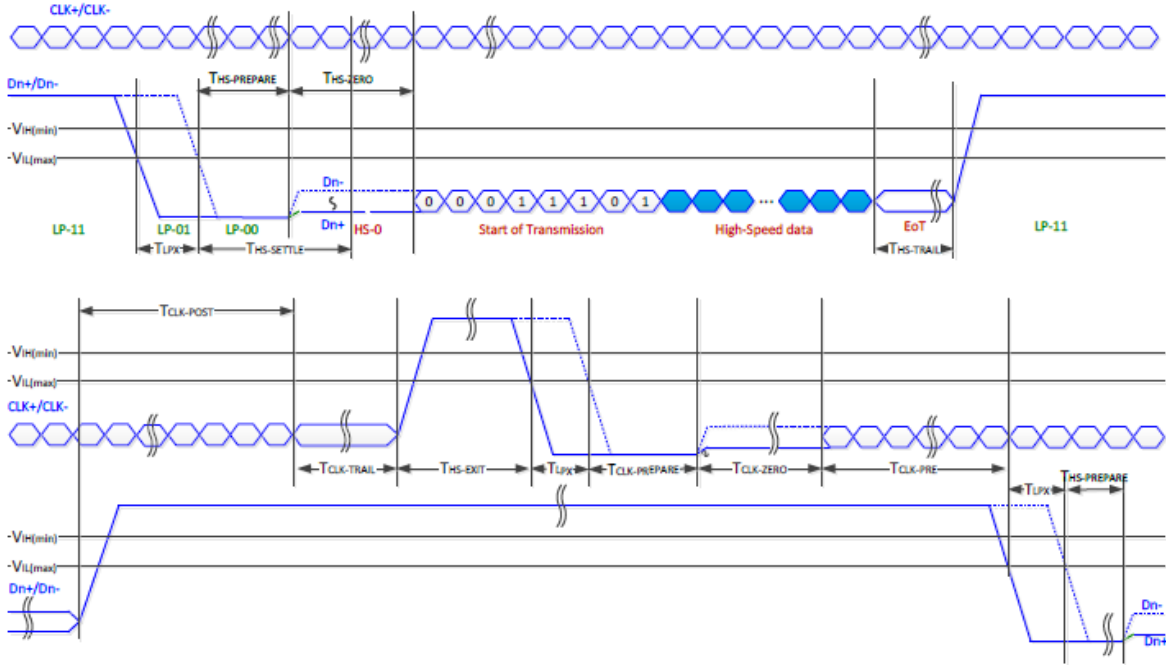 CLK+/CLK-
THS-PREPARE THS-ZERO
Dn+/Dn-
VIH(min)
VIL(max)
Dn-
0 0 0 1 1 1 0 1 ...
Dn+
LP-11 LP-01 LP-00 HS-0 Start of Transmission High-Speed data EoT LP-11
TLPX THS-SETTLE THS-TRAIL
TCLK-POST
VIH(min)
VIL(max)
CLK+/CLK-
TCLK-TRAIL THS-EXIT TLPX TCLK-PREPARE TCLK-ZERO TCLK-PRE
TLPX THS-PREPARE
VIH(min)
VIL(max)
Dn+/Dn-
Dn-
Dn+